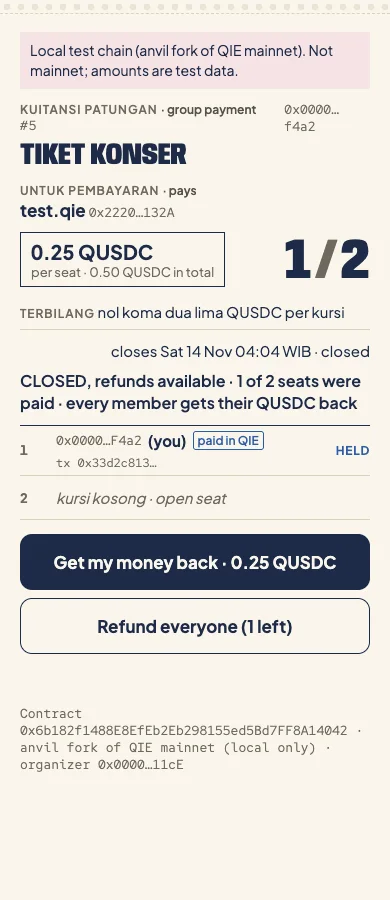 Local test chain (anvil fork of QIE mainnet). Not
mainnet; amounts are test data.
KUITANSI PATUNGAN · group payment 0x0000…
#5 f4a2
TIKET KONSER
UNTUK PEMBAYARAN · pays
test.qie 0x2220…132A
0.25 QUSDC
per seat · 0.50 QUSDC in total
1/2
TERBILANG nol koma dua lima QUSDC per kursi
closes Sat 14 Nov 04:04 WIB · closed
CLOSED, refunds available · 1 of 2 seats were
paid · every member gets their QUSDC back
1 0x0000…F4a2 (you) paid in QIE HELD
tx 0x33d2c813…
2 kursi kosong · open seat
Get my money back · 0.25 QUSDC
Refund everyone (1 left)
Contract
0x6b182f1488E8EfEb2Eb298155ed5Bd7FF8A14042 ·
anvil fork of QIE mainnet (local only) ·
organizer 0x0000…11cE